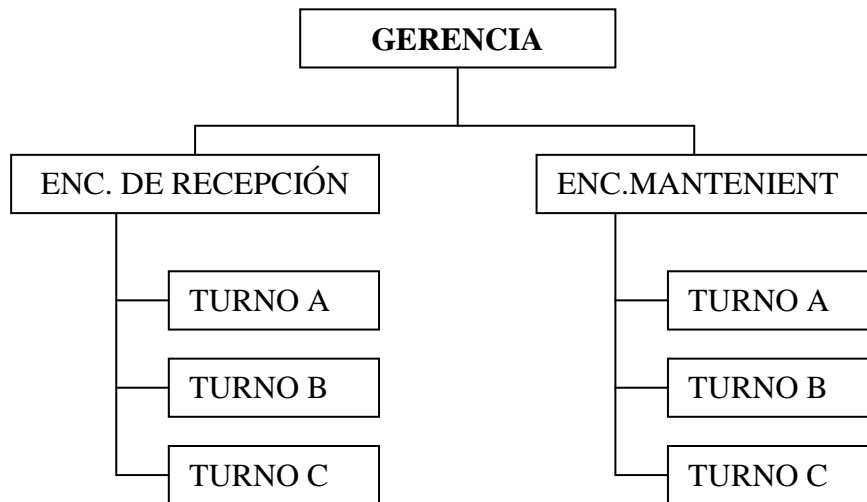 GERENCIA
ENC. DE RECEPCIÓN
ENC.MANTENIENT
TURNO A
TURNO A
TURNO B
TURNO B
TURNO C
TURNO C